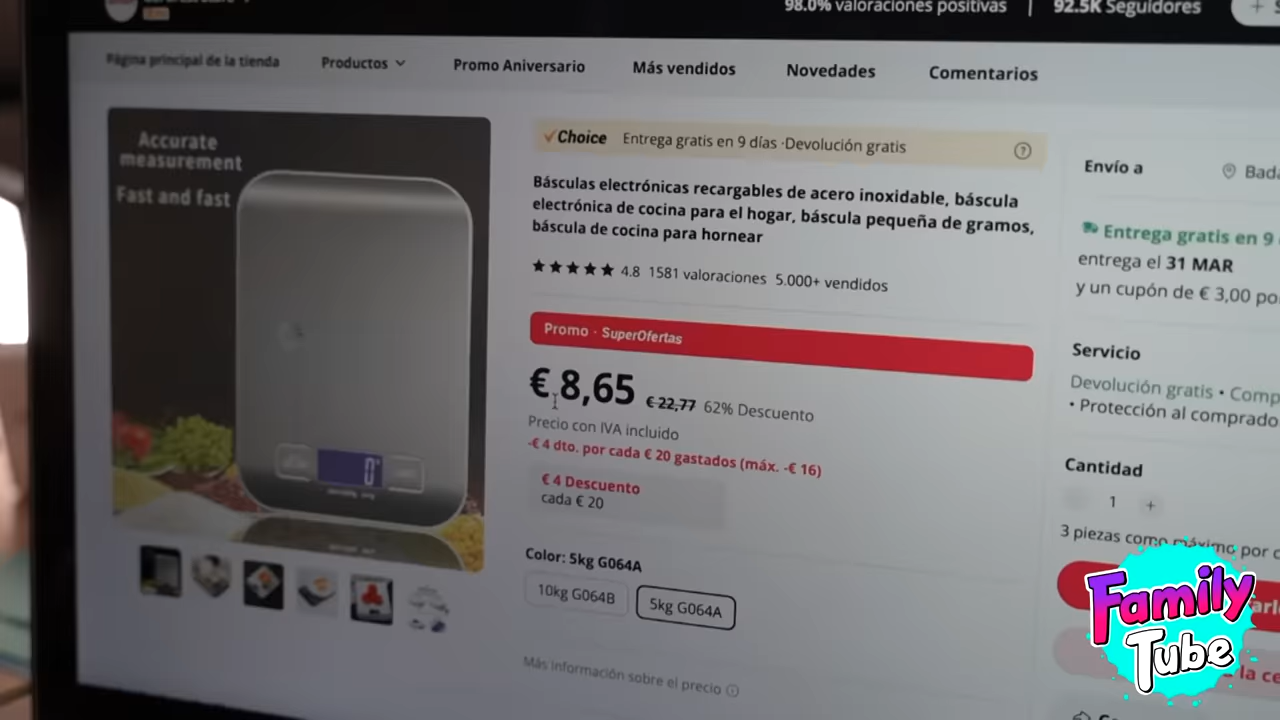 98.0% valoraciones positivas | 92.5K Seguidores
Página principal de la tienda
Productos
Promo Aniversario
Más vendidos
Novedades
Comentarios
Accurate
measurement
Fast and fast
Choice Entrega gratis en 9 días ·Devolución gratis
Básculas electrónicas recargables de acero inoxidable, báscula
electrónica de cocina para el hogar, báscula pequeña de gramos,
báscula de cocina para hornear
4.8 1581 valoraciones 5.000+ vendidos
Promo · SuperOfertas
€ 8,65 € 22,77 62% Descuento
Precio con IVA incluido
-€ 4 dto. por cada € 20 gastados (máx. -€ 16)
€ 4 Descuento
cada € 20
Color: 5kg G064A
10kg G064B
5kg G064A
Más información sobre el precio
Envío a
Entrega gratis en 9
entrega el 31 MAR
y un cupón de € 3,00
Servicio
Devolución gratis •
• Protección al comprado
Cantidad
1 +
3 piezas como máximo por
Family
Tube